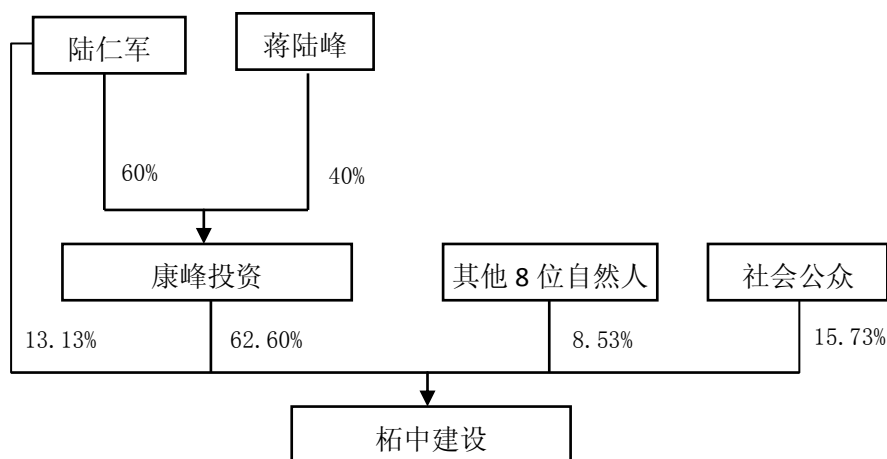 陆仁军
蒋陆峰
60%
40%
康峰投资
其他 8 位自然人
社会公众
13.13%
62.60%
8.53%
15.73%
柘中建设